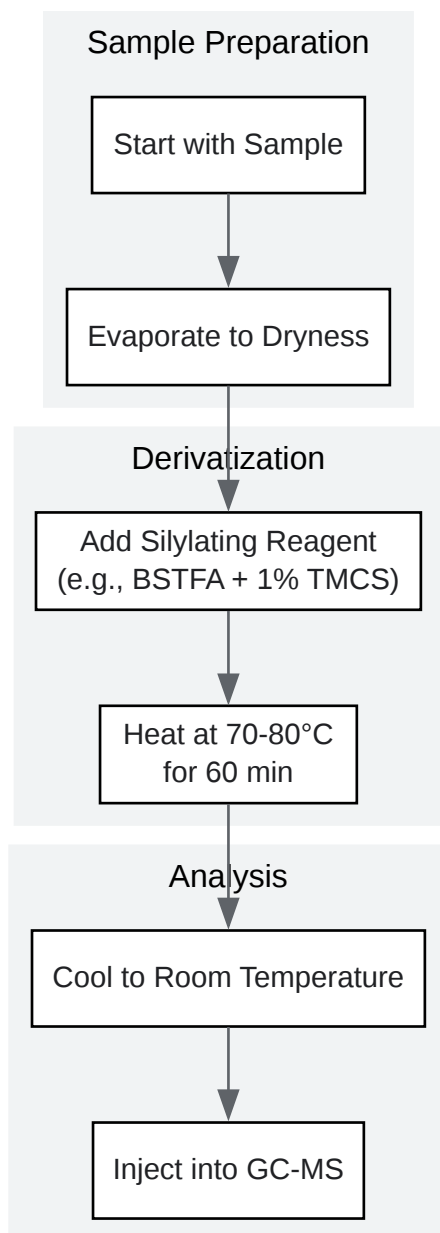 Sample Preparation
Start with Sample
Evaporate to Dryness
Derivatization
Add Silylating Reagent
(e.g., BSTFA + 1% TMCS)
Heat at 70-80°C
for 60 min
Analysis
Cool to Room Temperature
Inject into GC-MS